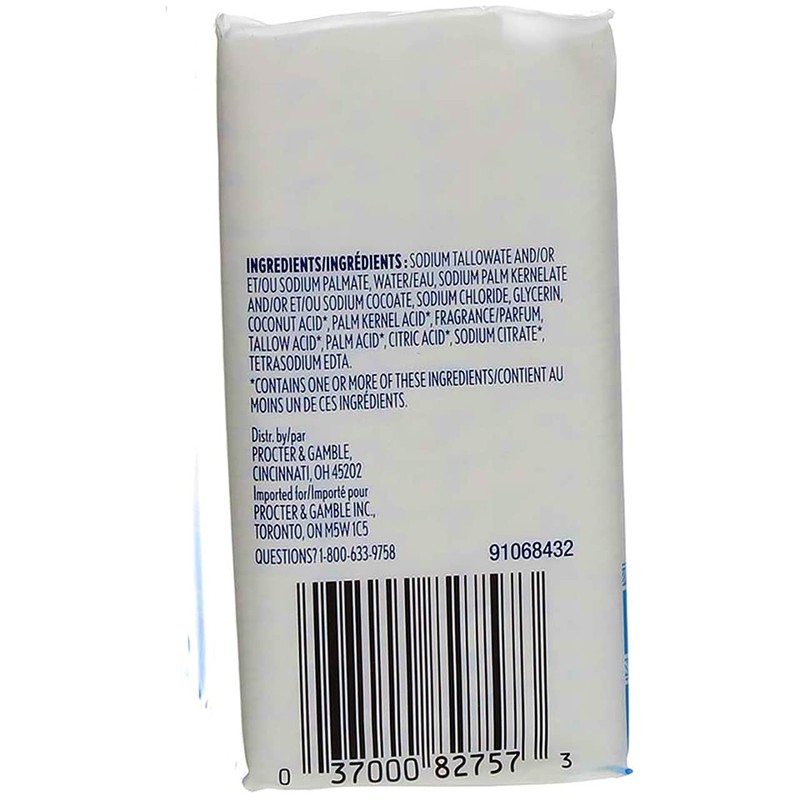 INGREDIENTS/INGRÉDIENTS : SODIUM TALLOWATE AND/OR
ET/OU SODIUM PALMATE, WATER/EAU, SODIUM PALM KERNELATE
AND/OR ET/OU SODIUM COCOATE, SODIUM CHLORIDE, GLYCERIN,
COCONUT ACID*, PALM KERNEL ACID*, FRAGRANCE/PARFUM,
TALLOW ACID*, PALM ACID*, CITRIC ACID*, SODIUM CITRATE*,
TETRASODIUM EDTA.
*CONTAINS ONE OR MORE OF THESE INGREDIENTS/CONTIENT AU
MOINS UN DE CES INGRÉDIENTS.
Distr. by/par
PROCTER & GAMBLE,
CINCINNATI, OH 45202
Imported for/Importé pour
PROCTER & GAMBLE INC.,
TORONTO, ON M5W 1C5
QUESTIONS? 1-800-633-9758
91068432
0 37000 82757 3